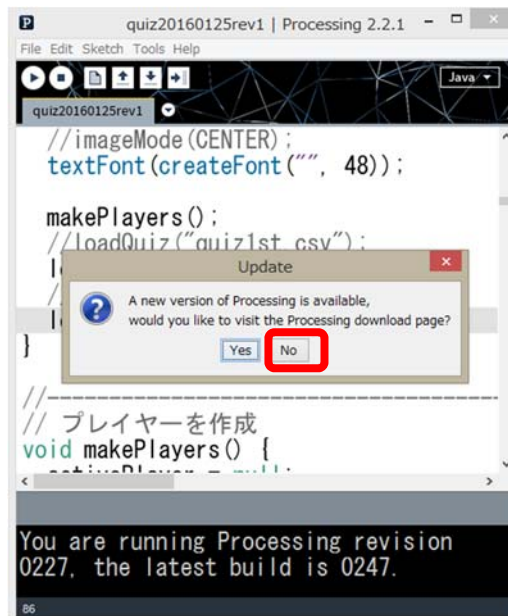 quiz20160125rev1 | Processing 2.2.1
File Edit Sketch Tools Help
Java
quiz20160125rev1
//imageMode(CENTER);
textFont(createFont("", 48));
makePlayers();
//loadQuiz("quiz1st.csv");
Update
A new version of Processing is available,
would you like to visit the Processing download page?
Yes No
}
//--------------------------------------
// プレイヤーを作成
void makePlayers() {
You are running Processing revision
0227, the latest build is 0247.
86